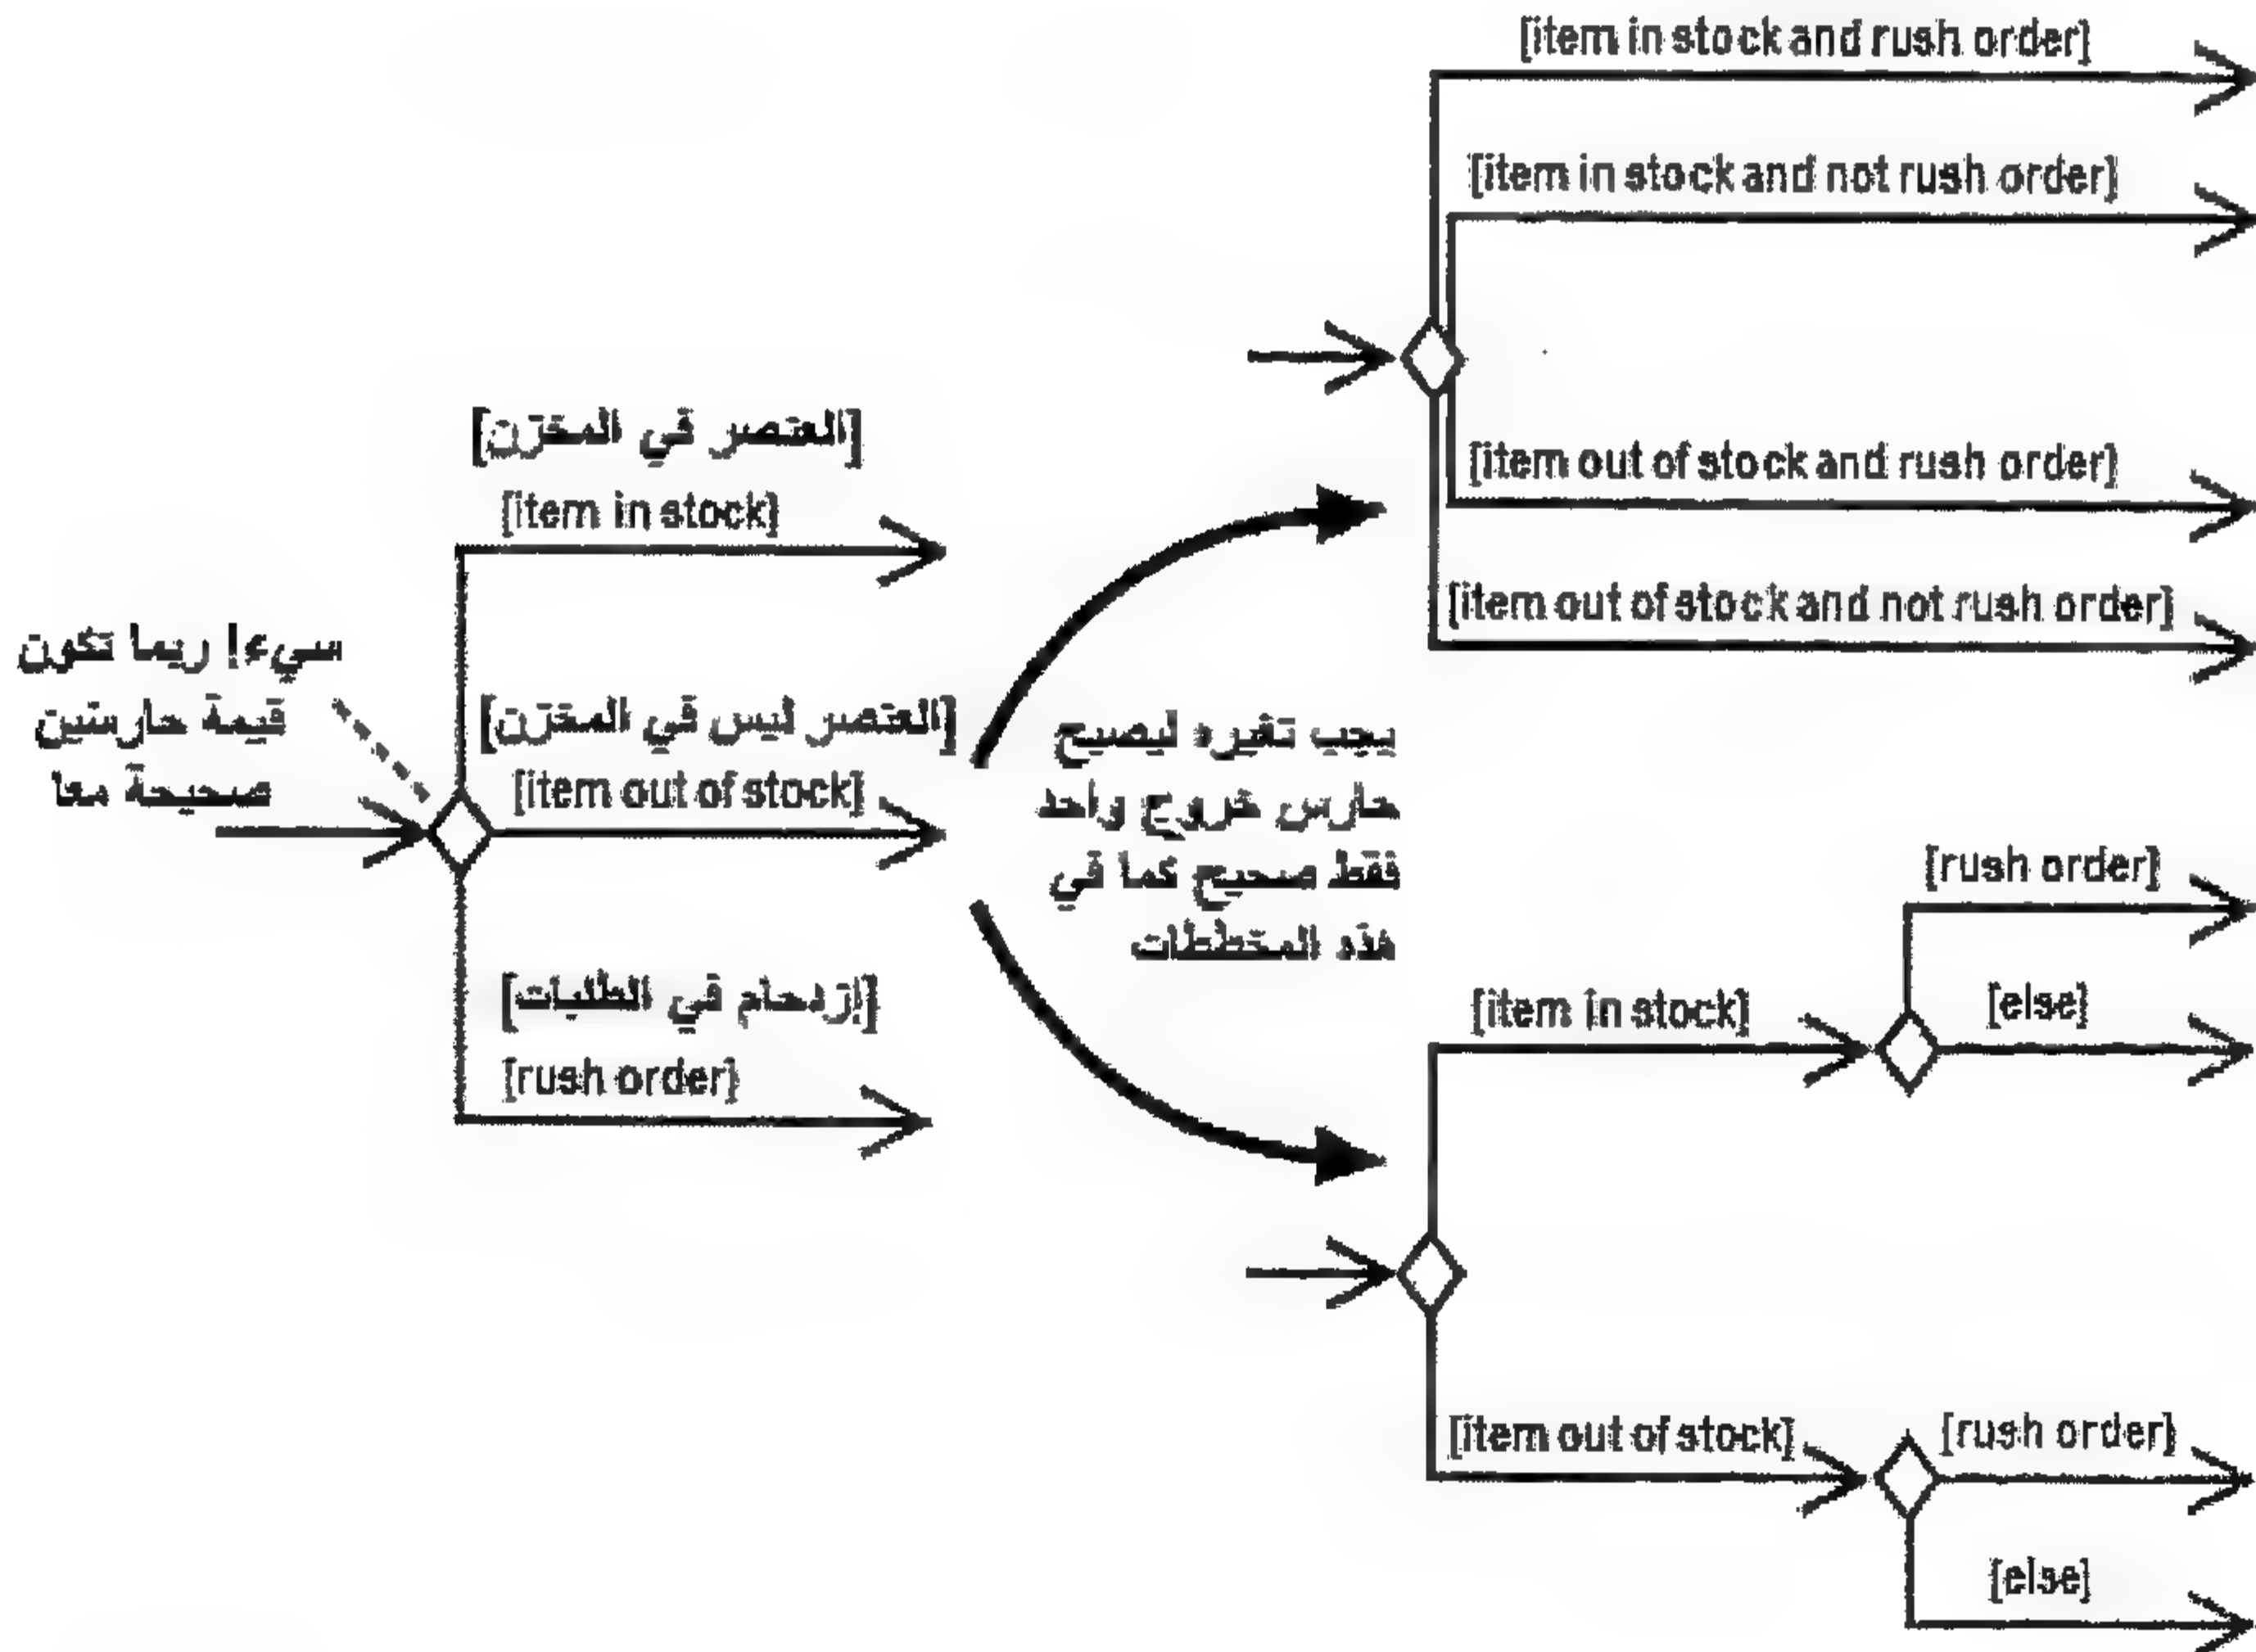 [العنصر في المخزن]
[item in stock]
سيء! ربما تكون
قيمة حارسين
صحيحة معا
[العنصر ليس في المخزن]
[item out of stock]
[إزدحام في الطلبات]
[rush order]
يجب تغيره ليصبح
حارس خروج واحد
فقط صحيح كما في
هذه المخططات
[item in stock and rush order]
[item in stock and not rush order]
[item out of stock and rush order]
[item out of stock and not rush order]
[rush order]
[item in stock]
[else]
[item out of stock]
[rush order]
[else]